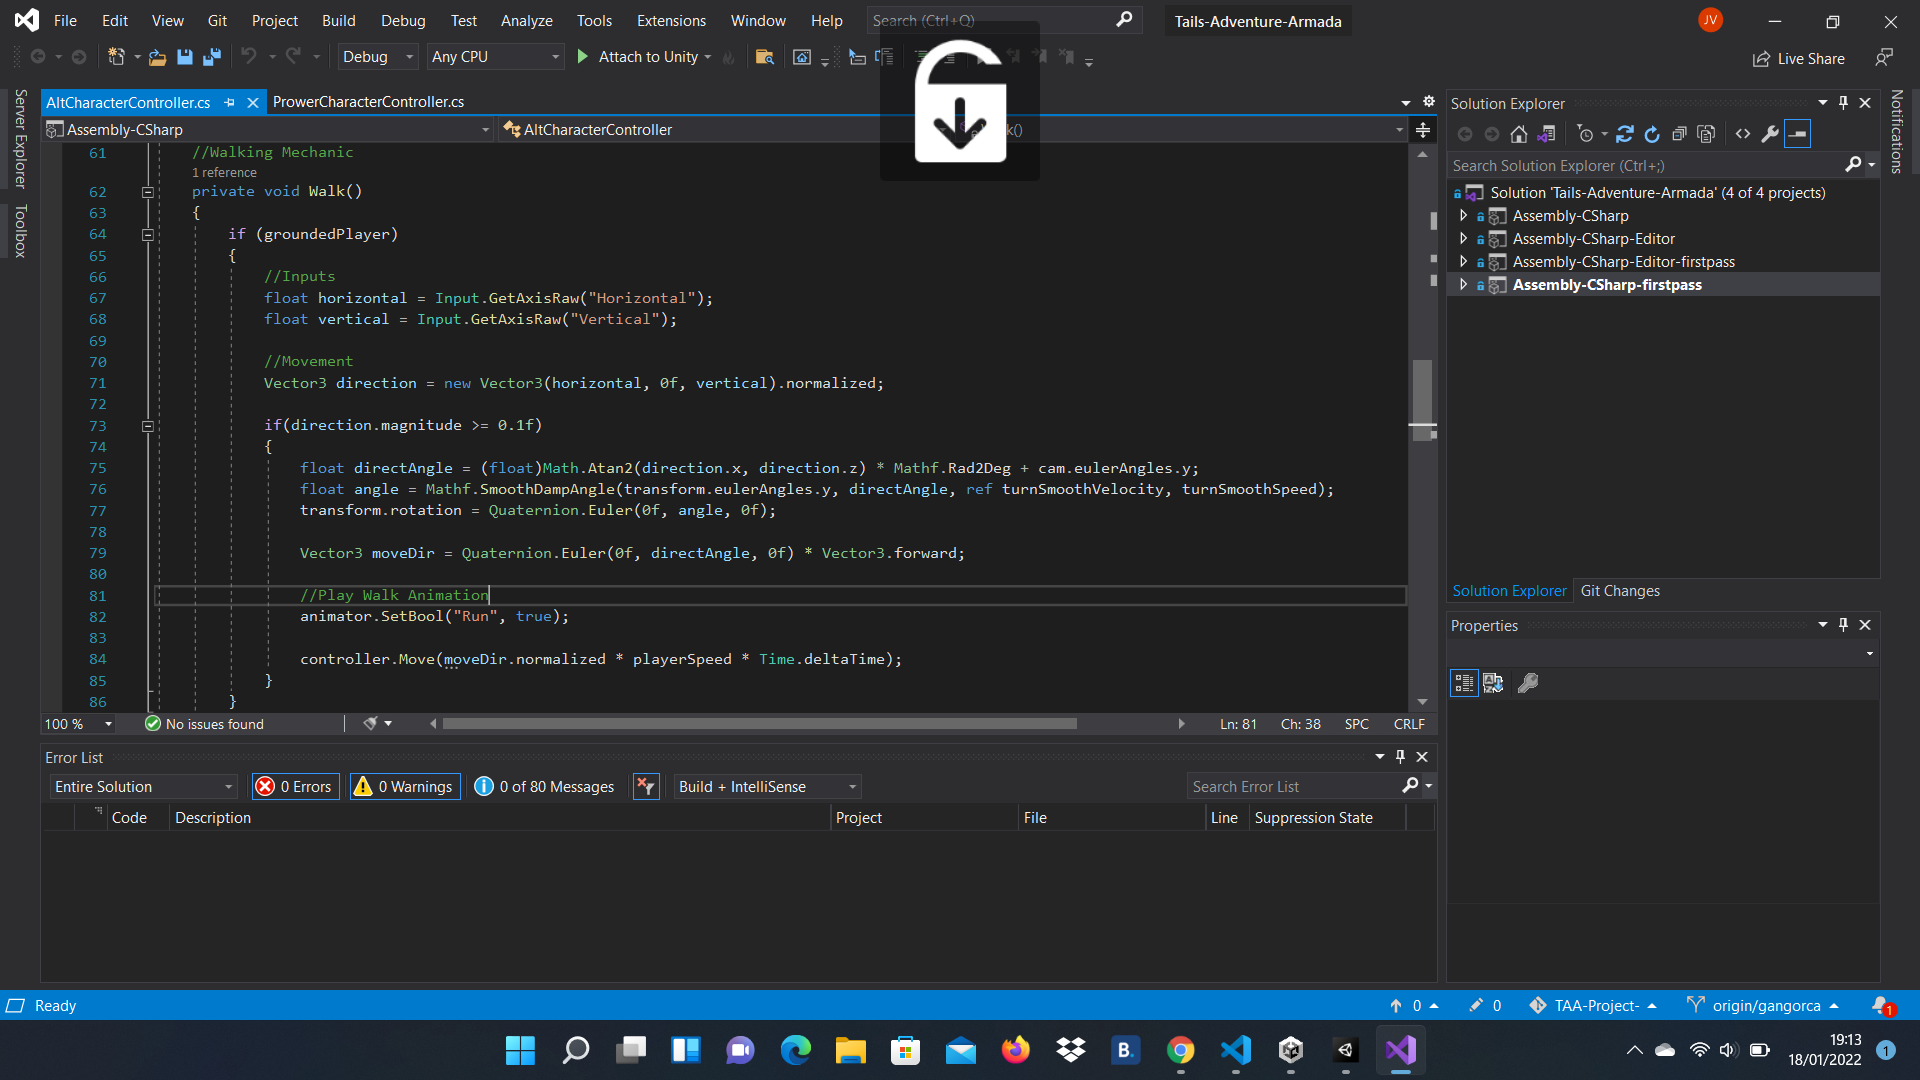 File Edit View Git Project Build Debug Test Analyze Tools Extensions Window Help Search (Ctrl+Q) Tails-Adventure-Armada JV
Debug Any CPU Attach to Unity Live Share
Server Explorer
Toolbox
AltCharacterController.cs ProwerCharacterController.cs
Assembly-CSharp AltCharacterController
61 //Walking Mechanic
1 reference
62 private void Walk()
63 {
64 if (groundedPlayer)
65 {
66 //Inputs
67 float horizontal = Input.GetAxisRaw("Horizontal");
68 float vertical = Input.GetAxisRaw("Vertical");
69
70 //Movement
71 Vector3 direction = new Vector3(horizontal, 0f, vertical).normalized;
72
73 if(direction.magnitude >= 0.1f)
74 {
75 float directAngle = (float)Math.Atan2(direction.x, direction.z) * Mathf.Rad2Deg + cam.eulerAngles.y;
76 float angle = Mathf.SmoothDampAngle(transform.eulerAngles.y, directAngle, ref turnSmoothVelocity, turnSmoothSpeed);
77 transform.rotation = Quaternion.Euler(0f, angle, 0f);
78
79 Vector3 moveDir = Quaternion.Euler(0f, directAngle, 0f) * Vector3.forward;
80
81 //Play Walk Animation
82 animator.SetBool("Run", true);
83
84 controller.Move(moveDir.normalized * playerSpeed * Time.deltaTime);
85 }
86 }
100 % No issues found Ln: 81 Ch: 38 SPC CRLF
Error List
Entire Solution 0 Errors 0 Warnings 0 of 80 Messages Build + IntelliSense Search Error List
Code Description Project File Line Suppression State
Solution Explorer
Search Solution Explorer (Ctrl+;)
Solution 'Tails-Adventure-Armada' (4 of 4 projects)
Assembly-CSharp
Assembly-CSharp-Editor
Assembly-CSharp-Editor-firstpass
Assembly-CSharp-firstpass
Solution Explorer Git Changes
Properties
Notifications
Ready 0 0 TAA-Project- origin/gangorca 1
B.
19:13
18/01/2022
1